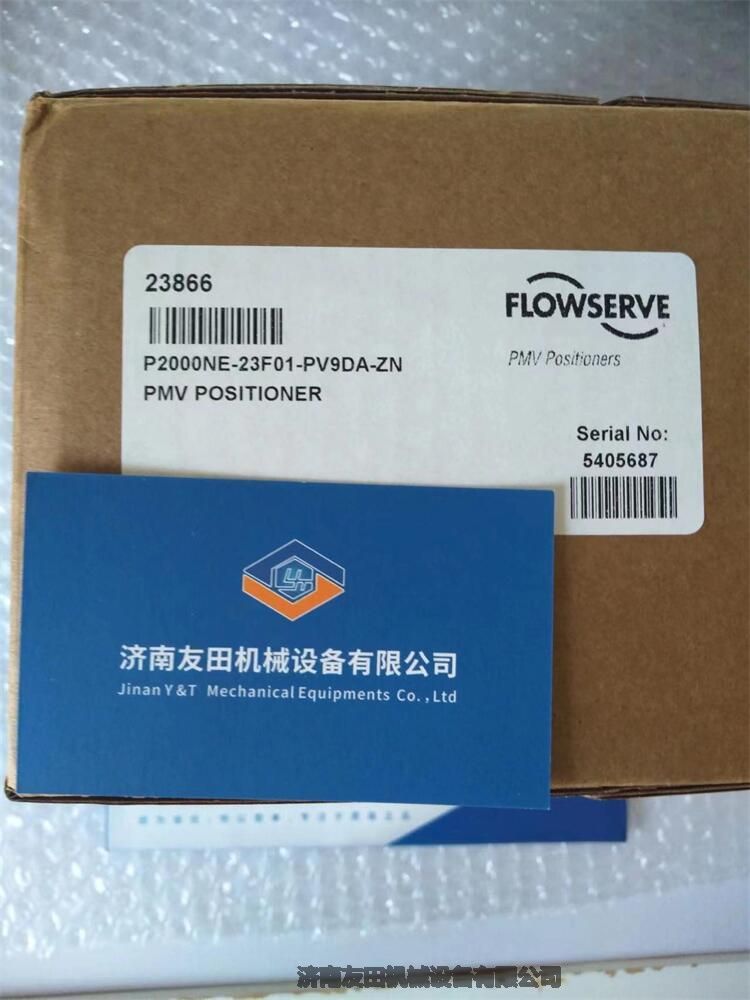 23866
FLOWSERVE
P2000NE-23F01-PV9DA-ZN
PMV Positioners
PMV POSITIONER
Serial No:
5405687
济南友田机械设备有限公司
Jinan Y&T Mechanical Equipments Co.,Ltd
济南友田机械设备有限公司